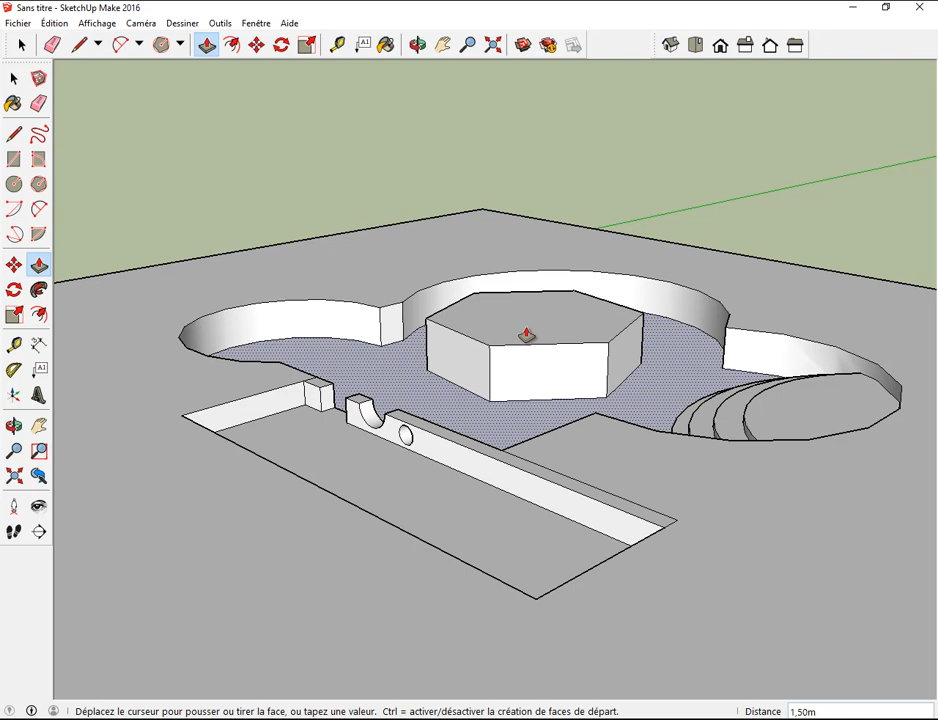 Sans titre - SketchUp Make 2016
Fichier Édition Affichage Caméra Dessiner Outils Fenêtre Aide
A1
A1
Déplacez le curseur pour pousser ou tirer la face, ou tapez une valeur. Ctrl = activer/désactiver la création de faces de départ. Distance 1,50m